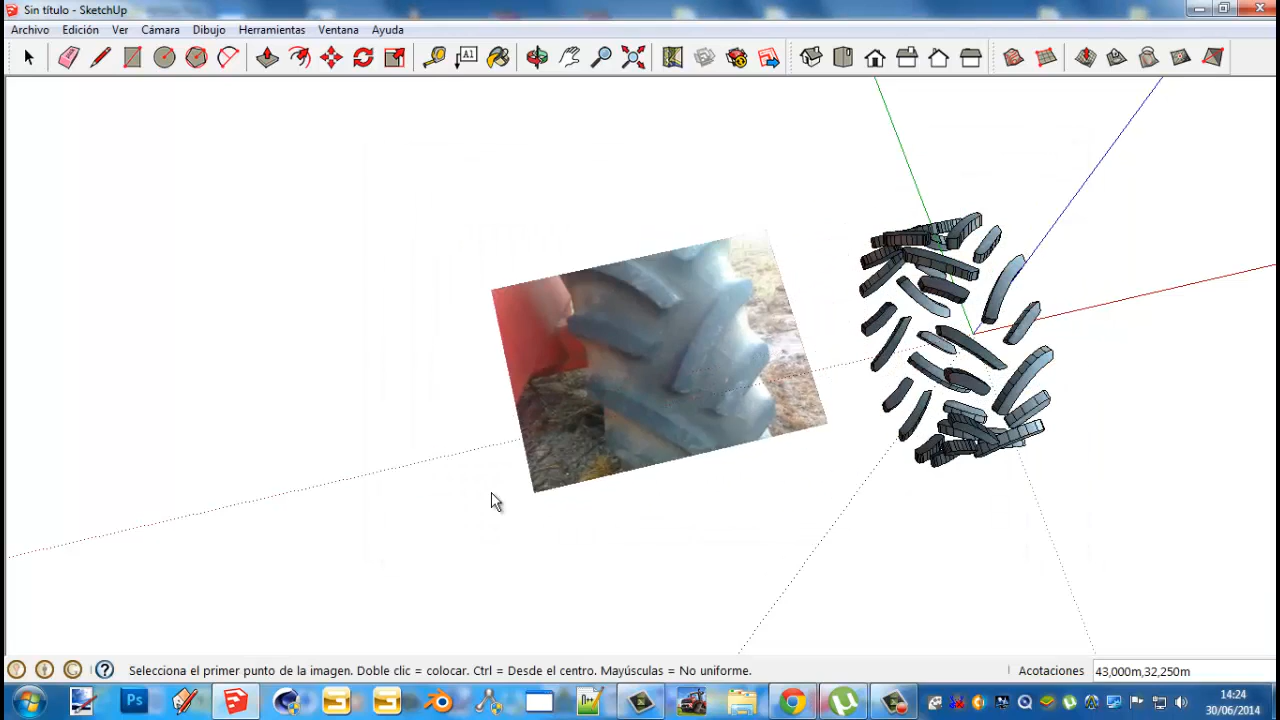 Sin título - SketchUp
Archivo Edición Ver Cámara Dibujo Herramientas Ventana Ayuda
A1
Selecciona el primer punto de la imagen. Doble clic = colocar. Ctrl = Desde el centro. Mayúsculas = No uniforme.
Acotaciones 43,000m,32,250m
Ps
14:24
30/06/2014